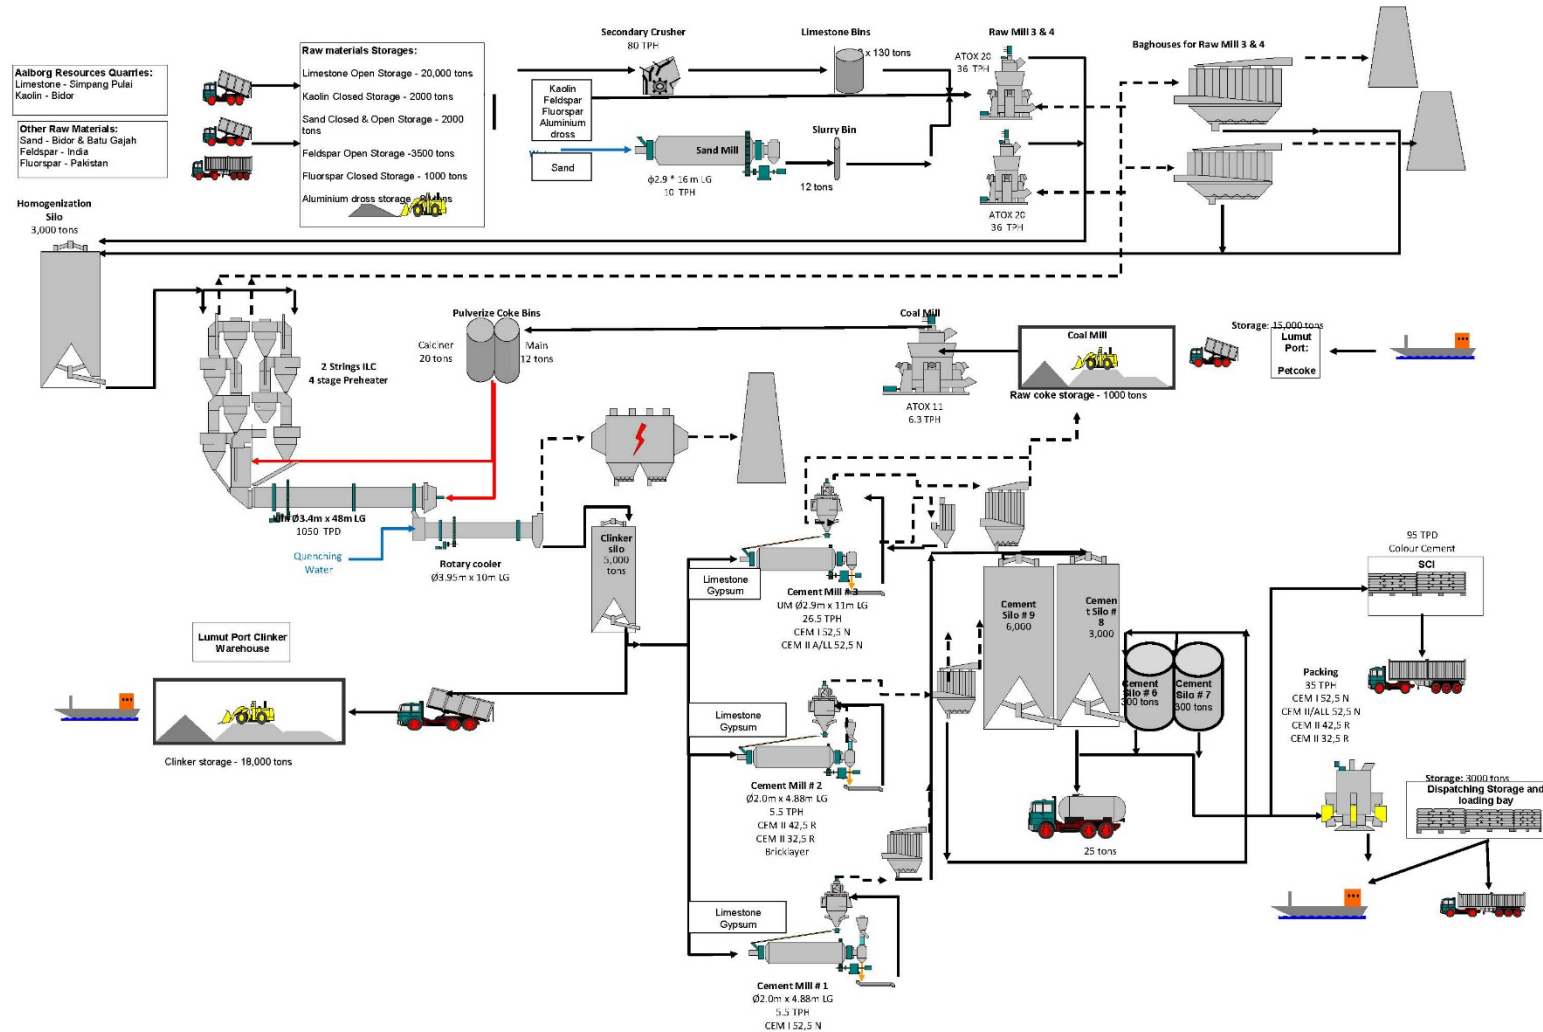 Aalborg Resources Quarries:
Limestone - Simpang Pulai
Kaolin - Bidor
Other Raw Materials:
Sand - Bidor & Batu Gajah
Feldspar - India
Fluorspar - Pakistan
Raw materials Storages:
Limestone Open Storage - 20,000 tons
Kaolin Closed Storage - 2000 tons
Sand Closed & Open Storage - 2000
tons
Feldspar Open Storage -3500 tons
Fluorspar Closed Storage - 1000 tons
Aluminium dross storage
Secondary Crusher
80 TPH
Limestone Bins
x 130 tons
Raw Mill 3 & 4
ATOX 20
36 TPH
Baghouses for Raw Mill 3 & 4
Kaolin
Feldspar
Fluorspar
Aluminium
dross
Sand
Sand Mill
ϕ2.9 * 16 m LG
10 TPH
Slurry Bin
12 tons
ATOX 20
36 TPH
Homogenization
Silo
3,000 tons
2 Strings ILC
4 stage Preheater
Pulverize Coke Bins
Calciner
20 tons
Main
12 tons
Coal Mill
ATOX 11
6.3 TPH
Coal Mill
Raw coke storage - 1000 tons
Storage: 15,000 tons
Lumut
Port:
Petcoke
Kiln Ø3.4m x 48m LG
1050 TPD
Quenching
Water
Rotary cooler
Ø3.95m x 10m LG
Clinker
silo
5,000
tons
Limestone
Gypsum
Cement Mill # 3
UM Ø2.9m x 11m LG
26.5 TPH
CEM I 52,5 N
CEM II A/LL 52,5 N
Cement
Silo # 9
6,000
Cemen
t Silo #
8
3,000
Cement
Silo # 6
300 tons
Cement
Silo # 7
300 tons
95 TPD
Colour Cement
SCI
Lumut Port Clinker
Warehouse
Clinker storage - 18,000 tons
Limestone
Gypsum
Cement Mill # 2
Ø2.0m x 4.88m LG
5.5 TPH
CEM II 42,5 R
CEM II 32,5 R
Bricklayer
25 tons
Packing
35 TPH
CEM I 52,5 N
CEM II/ALL 52,5 N
CEM II 42,5 R
CEM II 32,5 R
Storage: 3000 tons
Dispatching Storage and
loading bay
Limestone
Gypsum
Cement Mill # 1
Ø2.0m x 4.88m LG
5.5 TPH
CEM I 52,5 N